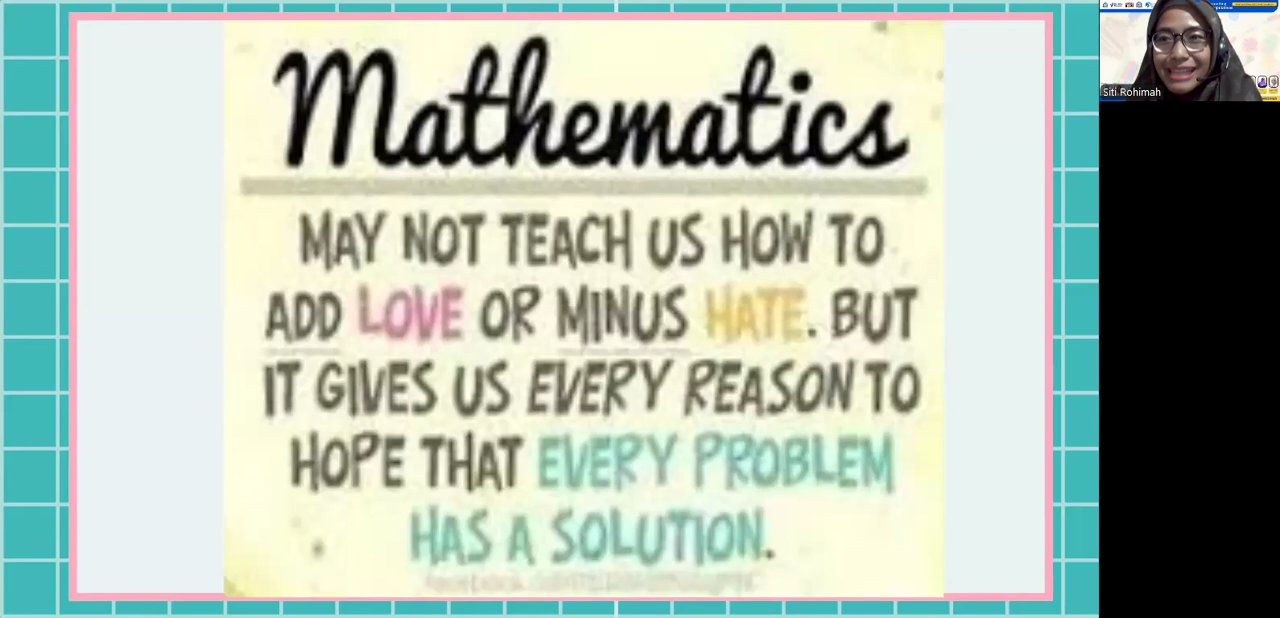 Mathematics
MAY NOT TEACH US HOW TO
ADD LOVE OR MINUS HATE. BUT
IT GIVES US EVERY REASON TO
HOPE THAT EVERY PROBLEM
HAS A SOLUTION.
Siti Rohimah